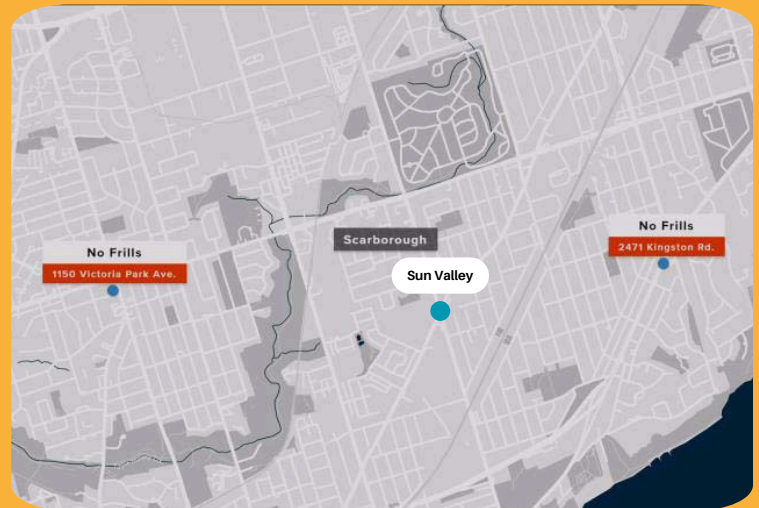 No Frills
1150 Victoria Park Ave.
Scarborough
Sun Valley
No Frills
2471 Kingston Rd.